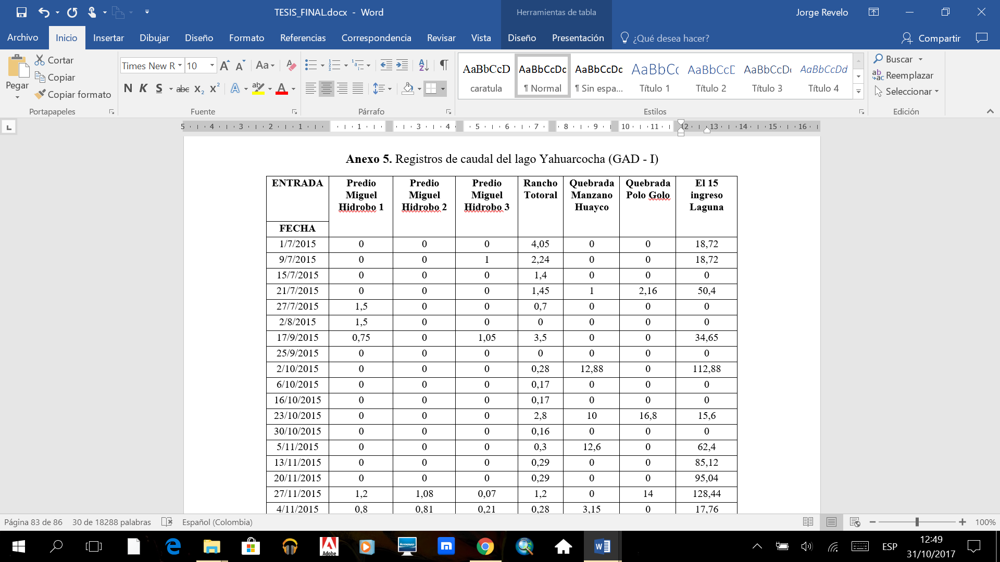 TESIS_FINAL.docx - Word
Herramientas de tabla
Jorge Revelo
Archivo Inicio Insertar Dibujar Diseño Formato Referencias Correspondencia Revisar Vista Diseño Presentación ¿Qué desea hacer? Compartir
Pegar
Cortar
Copiar
Copiar formato
Portapapeles
Times New R 10
N K S abc X₂ X²
Fuente
Párrafo
AaBbCcD AaBbCcDc AaBbCcDc AaBbCc AaBbCcE AaBbCcD AaBbCcDd
caratula ¶ Normal ¶ Sin espa... Título 1 Título 2 Título 3 Título 4
Estilos
Buscar
Reemplazar
Seleccionar
Edición
5 4 3 2 1 1 3 4 5 6 7 8 9 10 11 12 13 14 15 16
Anexo 5. Registros de caudal del lago Yahuarcocha (GAD - I)
ENTRADA
FECHA
Predio Miguel Hidrobo 1
Predio Miguel Hidrobo 2
Predio Miguel Hidrobo 3
Rancho Totoral
Quebrada Manzano Huayco
Quebrada Polo Golo
El 15 ingreso Laguna
1/7/2015 0 0 0 4,05 0 0 18,72
9/7/2015 0 0 1 2,24 0 0 18,72
15/7/2015 0 0 0 1,4 0 0 0
21/7/2015 0 0 0 1,45 1 2,16 50,4
27/7/2015 1,5 0 0 0,7 0 0 0
2/8/2015 1,5 0 0 0 0 0 0
17/9/2015 0,75 0 1,05 3,5 0 0 34,65
25/9/2015 0 0 0 0 0 0 0
2/10/2015 0 0 0 0,28 12,88 0 112,88
6/10/2015 0 0 0 0,17 0 0 0
16/10/2015 0 0 0 0,17 0 0 0
23/10/2015 0 0 0 2,8 10 16,8 15,6
30/10/2015 0 0 0 0,16 0 0 0
5/11/2015 0 0 0 0,3 12,6 0 62,4
13/11/2015 0 0 0 0,29 0 0 85,12
20/11/2015 0 0 0 0,29 0 0 95,04
27/11/2015 1,2 1,08 0,07 1,2 0 14 128,44
4/11/2015 0,8 0,81 0,21 0,28 3,15 0 17,76
Página 83 de 86 30 de 18288 palabras Español (Colombia) 100%
Adobe
lenovo
ESP
12:49
31/10/2017